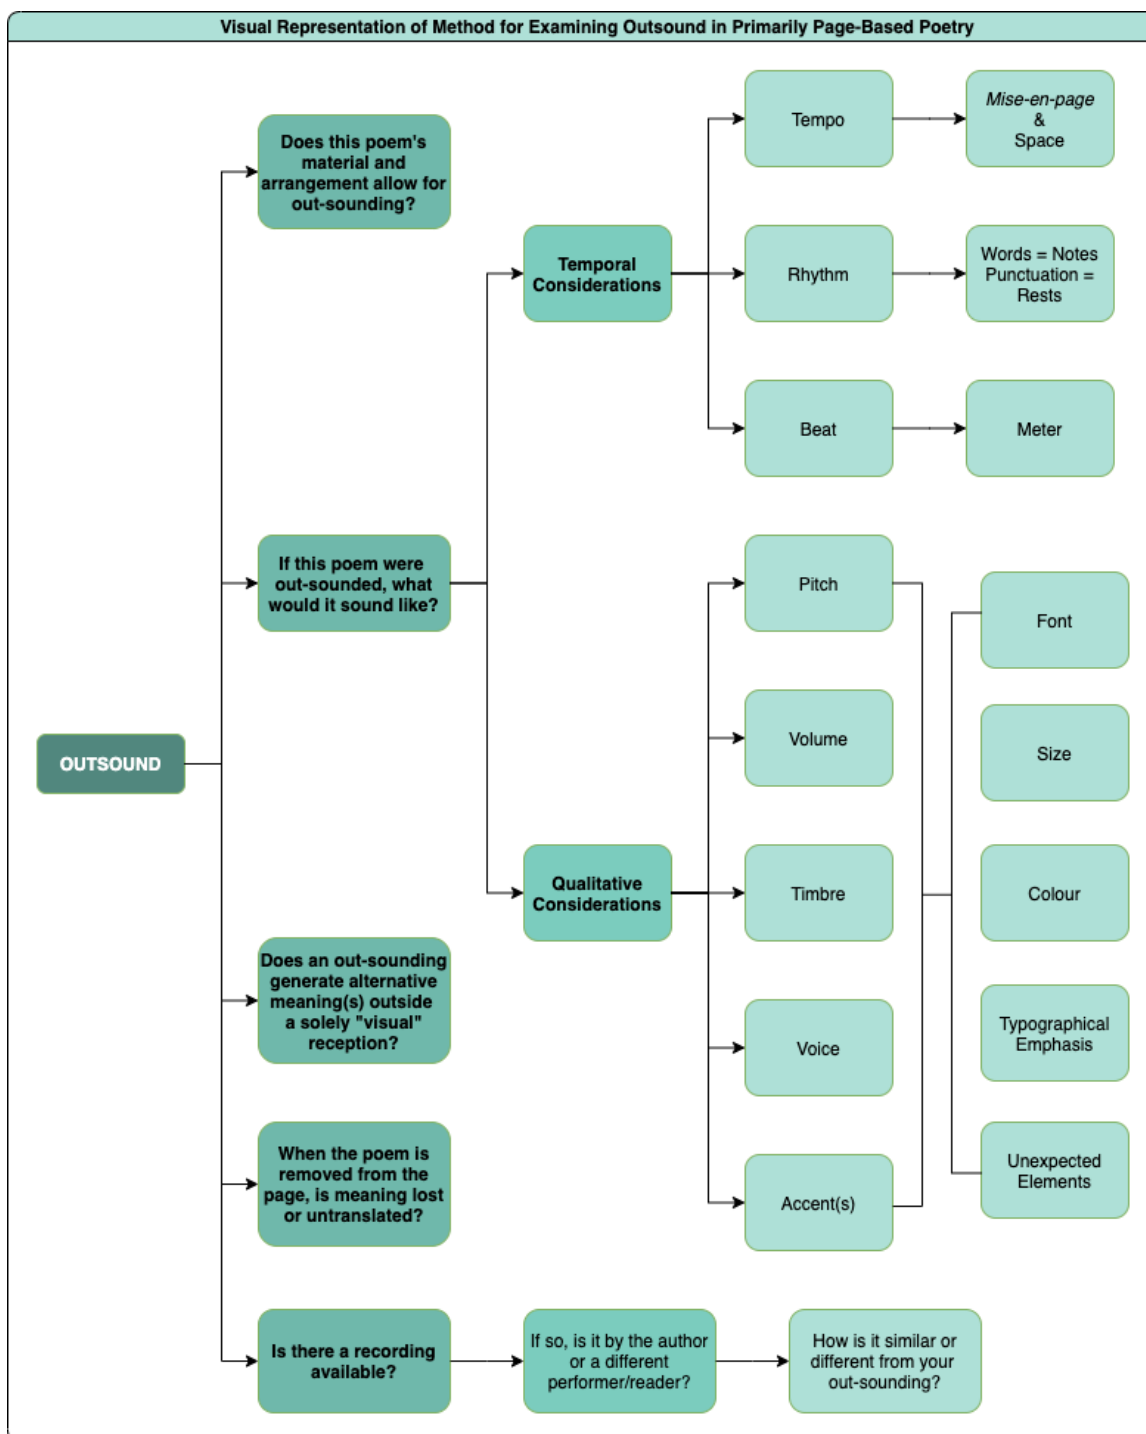 Visual Representation of Method for Examining Outsound in Primarily Page-Based Poetry
OUTSOUND
Does this poem's
material and
arrangement allow for
out-sounding?
If this poem were
out-sounded, what
would it sound like?
Temporal
Considerations
Tempo
Mise-en-page
&
Space
Rhythm
Words = Notes
Punctuation =
Rests
Beat
Meter
Qualitative
Considerations
Pitch
Volume
Timbre
Voice
Accent(s)
Font
Size
Colour
Typographical
Emphasis
Unexpected
Elements
Does an out-sounding
generate alternative
meaning(s) outside
a solely "visual"
reception?
When the poem is
removed from the
page, is meaning lost
or untranslated?
Is there a recording
available?
If so, is it by the author
or a different
performer/reader?
How is it similar or
different from your
out-sounding?